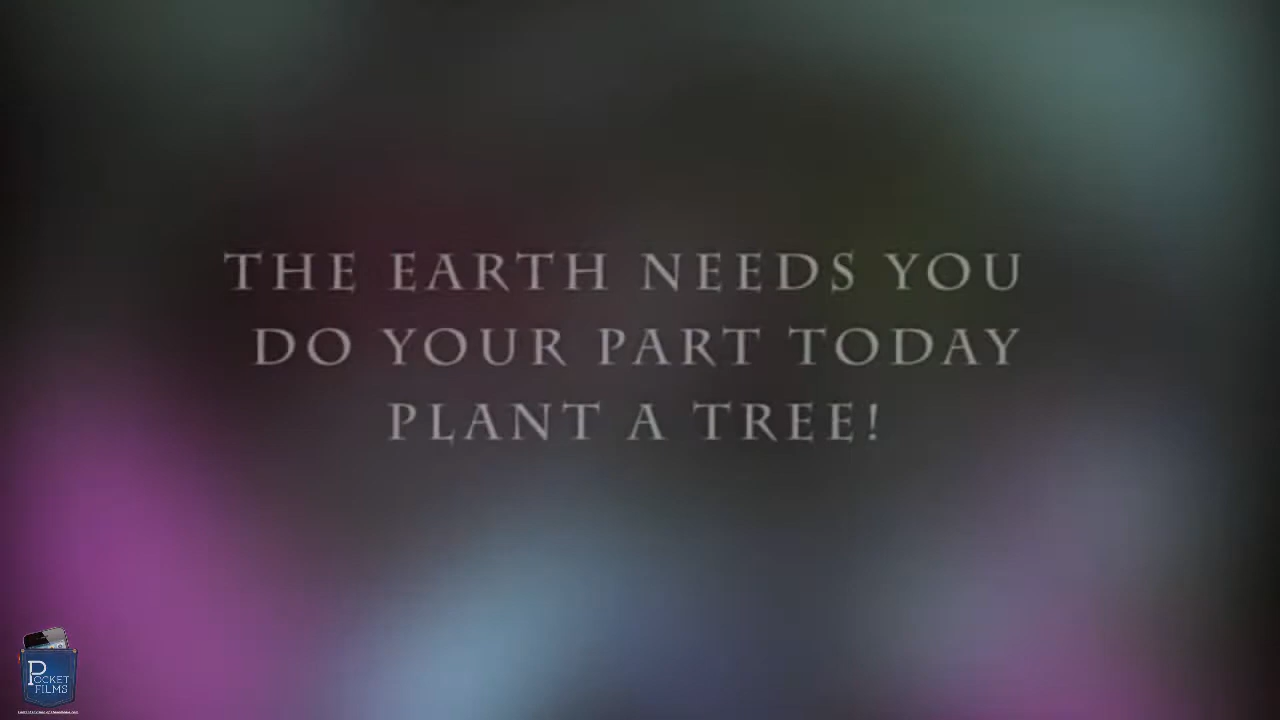 THE EARTH NEEDS YOU
DO YOUR PART TODAY
PLANT A TREE!
POCKET
FILMS